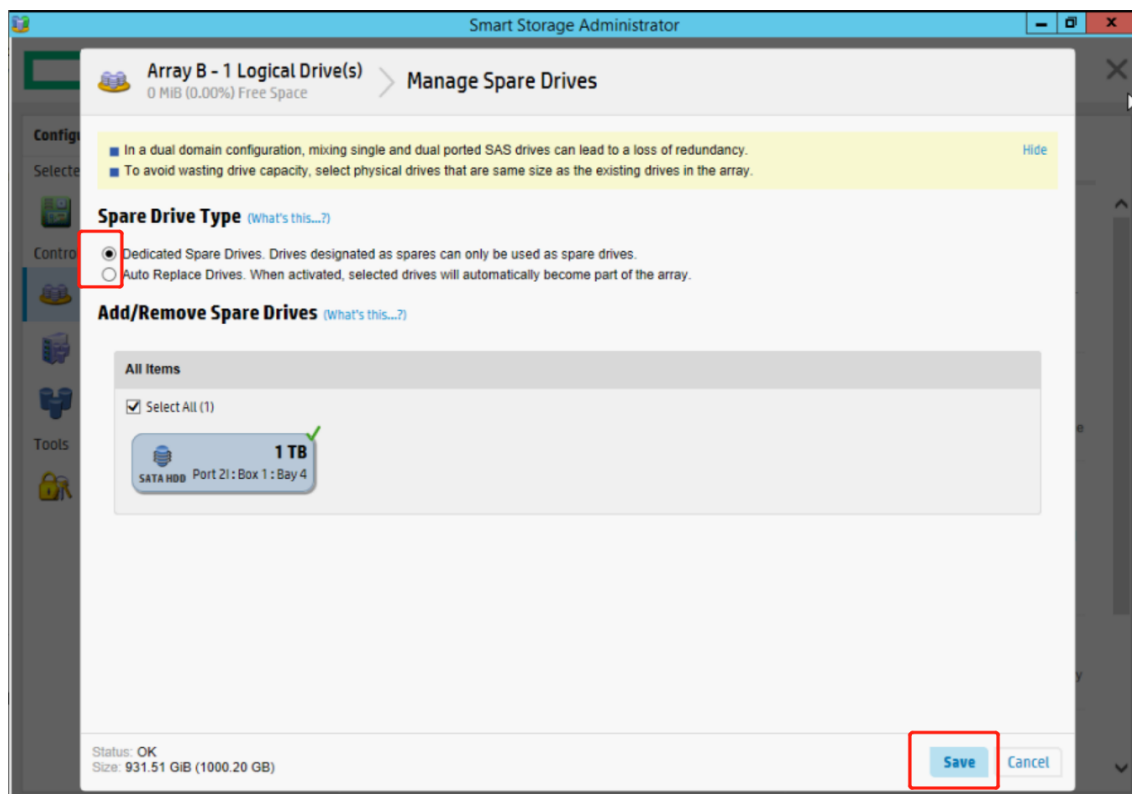 Smart Storage Administrator
Array B - 1 Logical Drive(s)
0 MiB (0.00%) Free Space
Manage Spare Drives
In a dual domain configuration, mixing single and dual ported SAS drives can lead to a loss of redundancy.
Hide
To avoid wasting drive capacity, select physical drives that are same size as the existing drives in the array.
Configu
Selecte
Spare Drive Type (What's this...?)
Contro
Dedicated Spare Drives. Drives designated as spares can only be used as spare drives.
Auto Replace Drives. When activated, selected drives will automatically become part of the array.
Add/Remove Spare Drives (What's this...?)
All Items
Select All (1)
Tools
1 TB
SATA HDD Port 2I : Box 1 : Bay 4
e
y
Status: OK
Size: 931.51 GiB (1000.20 GB)
Save
Cancel